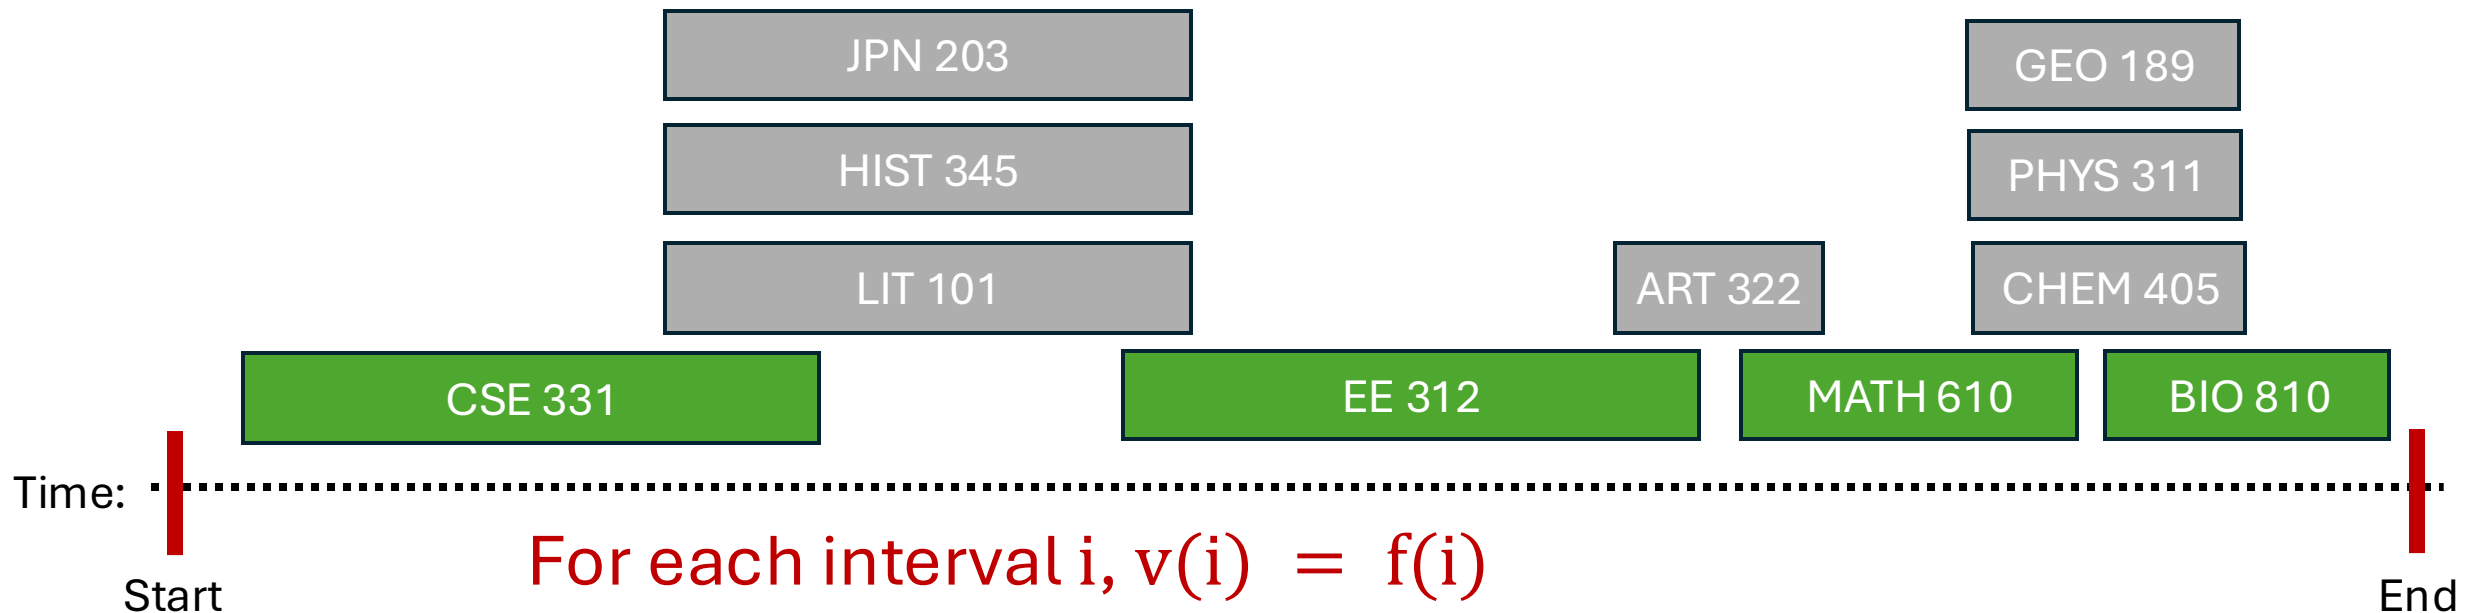 JPN 203
GEO 189
HIST 345
PHYS 311
LIT 101
ART 322
CHEM 405
CSE 331
EE 312
MATH 610
BIO 810
Time:
For each interval i, v(i) = f(i)
Start
End